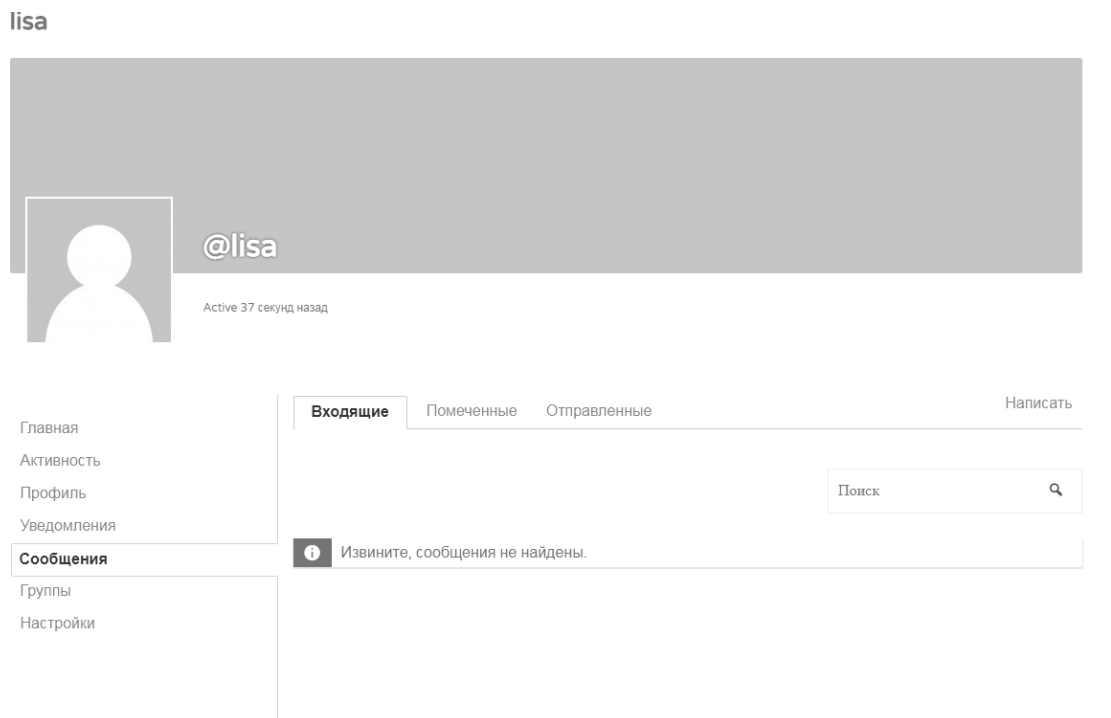 lisa
@lisa
Active 37 секунд назад
Главная
Активность
Профиль
Уведомления
Сообщения
Группы
Настройки
Входящие Помеченные Отправленные Написать
Поиск
Извините, сообщения не найдены.